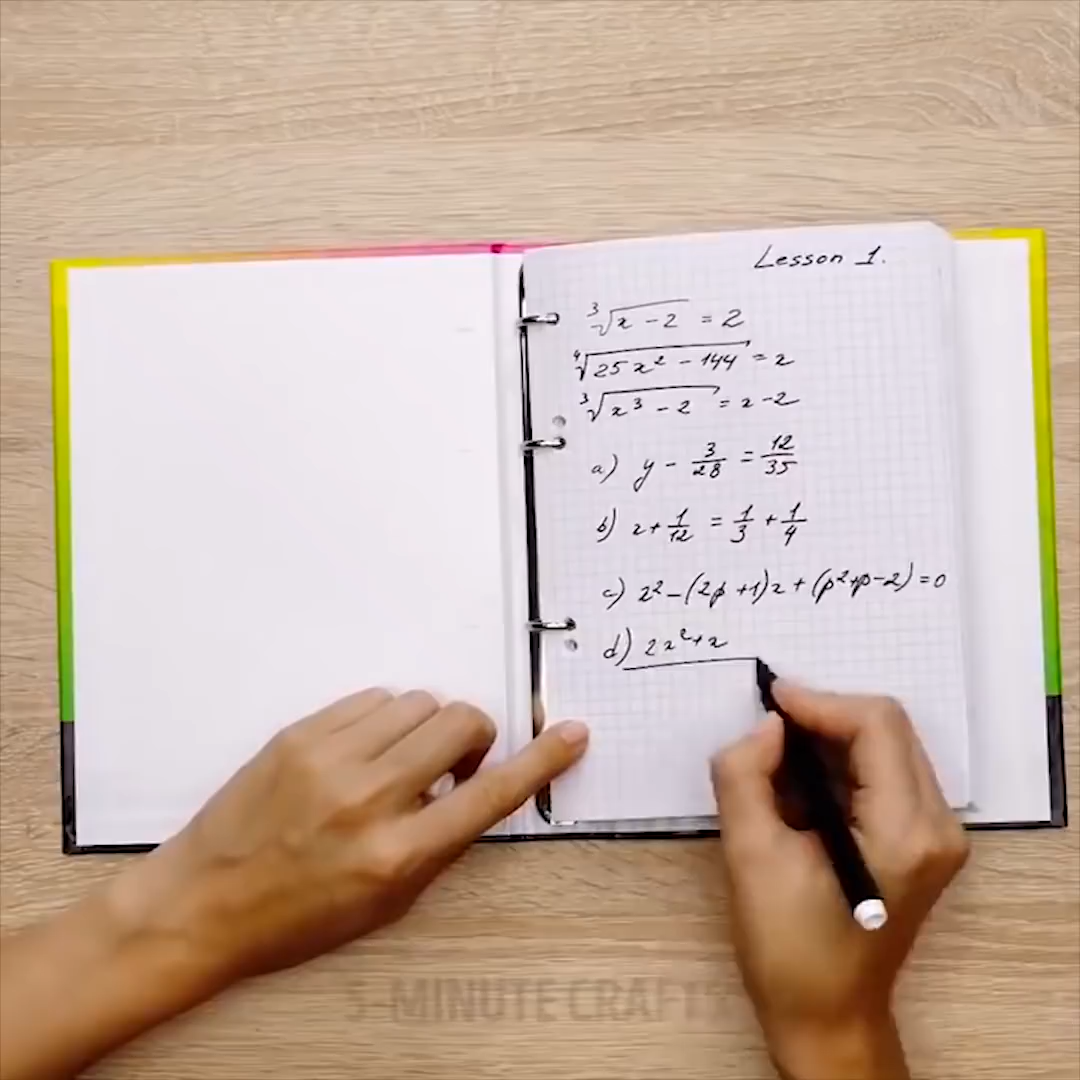 Lesson 1.
∛(x - 2) = 2
∜(25x² - 144) = x
∛(x³ - 2) = x - 2
a) y - 3/28 = 12/35
b) x + 1/12 = 1/3 + 1/4
c) x² - (2p + 1)x + (p² + p - 2) = 0
d) 2x² + x
5-MINUTE CRAFTS